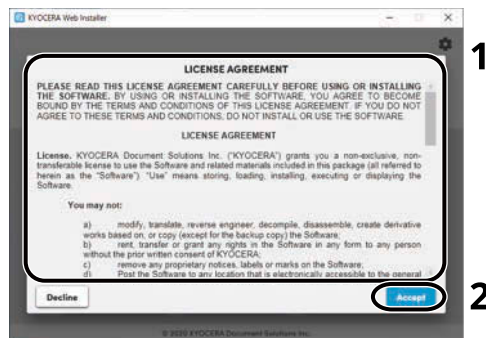 KYOCERA Web Installer
1
LICENSE AGREEMENT
PLEASE READ THIS LICENSE AGREEMENT CAREFULLY BEFORE USING OR INSTALLING
THE SOFTWARE. BY USING OR INSTALLING THE SOFTWARE, YOU AGREE TO BECOME
BOUND BY THE TERMS AND CONDITIONS OF THIS LICENSE AGREEMENT. IF YOU DO NOT
AGREE TO THESE TERMS AND CONDITIONS, DO NOT INSTALL OR USE THE SOFTWARE
LICENSE AGREEMENT
License. KYOCERA Document Solutions Inc. ("KYOCERA") grants you a non-exclusive, non-
transferable license to use the Software and related materials included in this package (all referred to
herein as the "Software") "Use" means storing, loading, installing, executing or displaying the
Software.
You may not:
a) modify, translate, reverse engineer, decompile, disassemble, create derivative
works based on, or copy (except for the backup copy) the Software;
b) rent, transfer or grant any rights in the Software in any form to any person
without the prior written consent of KYOCERA;
c) remove any proprietary notices, labels or marks on the Software;
d) Post the Software to any location that is electronically accessible to the general
Decline
Accept
2
© 2020 KYOCERA Document Solutions Inc.